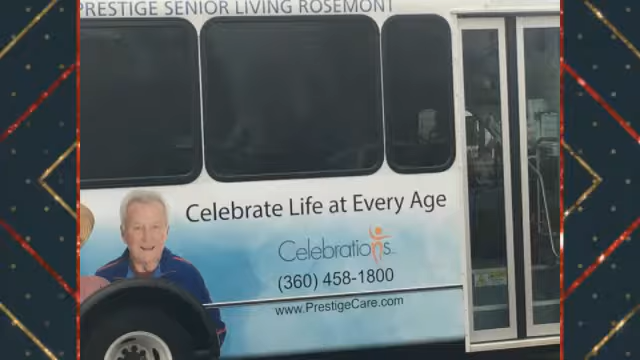 PRESTIGE SENIOR LIVING ROSEMONT
Celebrate Life at Every Age
Celebrations
(360) 458-1800
www.PrestigeCare.com